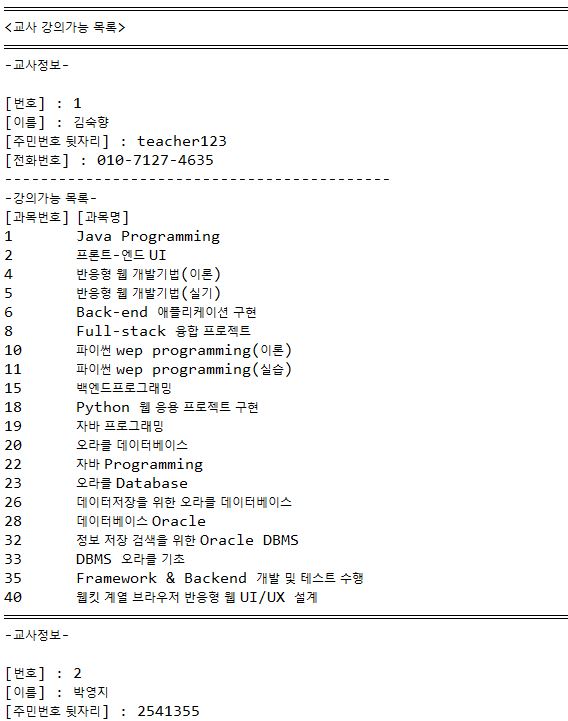 <교사 강의가능 목록>
-교사정보-
[번호] : 1
[이름] : 김숙향
[주민번호 뒷자리] : teacher123
[전화번호] : 010-7127-4635
-------------------------------------------
-강의가능 목록-
[과목번호] [과목명]
1 Java Programming
2 프론트-엔드 UI
4 반응형 웹 개발기법(이론)
5 반응형 웹 개발기법(실기)
6 Back-end 애플리케이션 구현
8 Full-stack 융합 프로젝트
10 파이썬 wep programming(이론)
11 파이썬 wep programming(실습)
15 백엔드프로그래밍
18 Python 웹 응용 프로젝트 구현
19 자바 프로그래밍
20 오라클 데이터베이스
22 자바 Programming
23 오라클 Database
26 데이터저장을 위한 오라클 데이터베이스
28 데이터베이스 Oracle
32 정보 저장 검색을 위한 Oracle DBMS
33 DBMS 오라클 기초
35 Framework & Backend 개발 및 테스트 수행
40 웹킷 계열 브라우저 반응형 웹 UI/UX 설계
-교사정보-
[번호] : 2
[이름] : 박영지
[주민번호 뒷자리] : 2541355